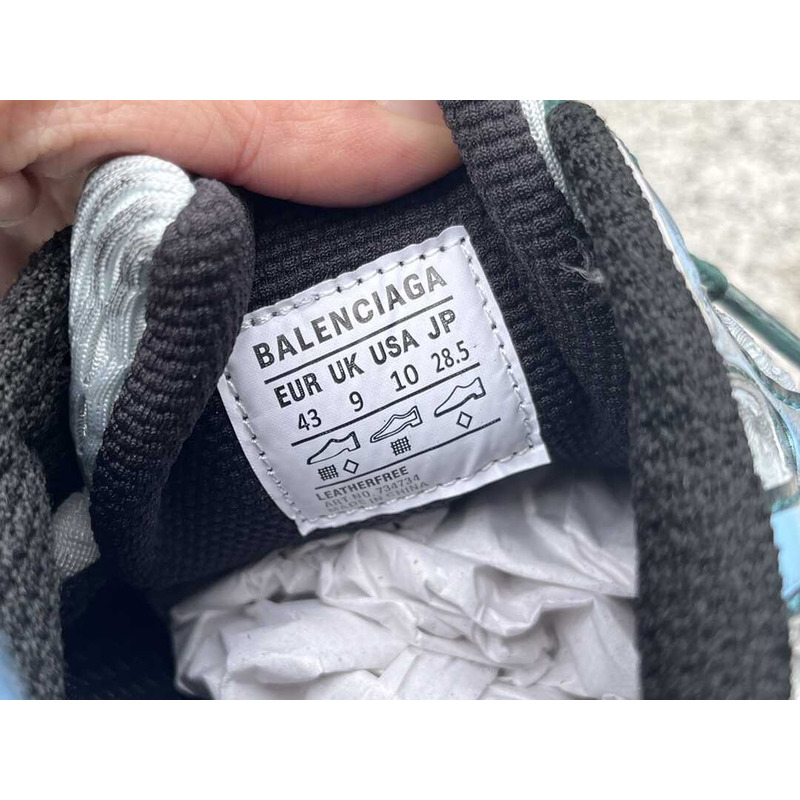 BALENCIAGA
EUR UK USA JP
43 9 10 28.5
LEATHERFREE
ART NO. 734734
MADE IN CHINA